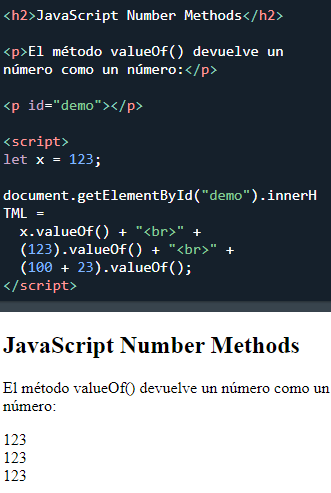 <h2>JavaScript Number Methods</h2>
<p>El método valueOf() devuelve un
número como un número:</p>
<p id="demo"></p>
<script>
let x = 123;
document.getElementById("demo").innerH
TML =
x.valueOf() + "<br>" +
(123).valueOf() + "<br>" +
(100 + 23).valueOf();
</script>
JavaScript Number Methods
El método valueOf() devuelve un número como un
número:
123
123
123